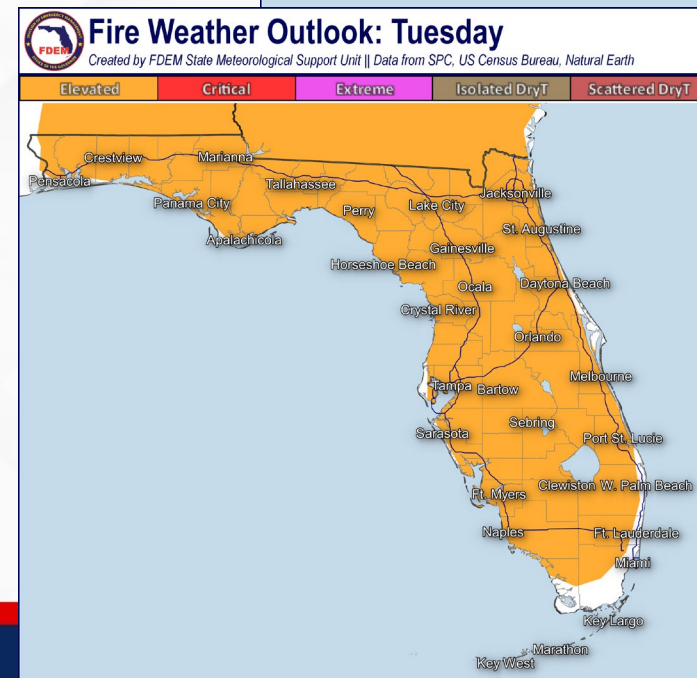 Fire Weather Outlook: Tuesday
FDEM
Created by FDEM State Meteorological Support Unit || Data from SPC, US Census Bureau, Natural Earth
Elevated Critical Extreme Isolated DryT Scattered DryT
Crestview Marianna
Pensacola Tallahassee Jacksonville
Panama City Perry Lake City
Apalachicola St. Augustine
Gainesville
Horseshoe Beach
Ocala Daytona Beach
Crystal River
Orlando
Melbourne
Tampa Bartow
Sebring
Sarasota Port St. Lucie
Clewiston W. Palm Beach
Ft. Myers
Naples Ft. Lauderdale
Miami
Key Largo
Marathon
Key West